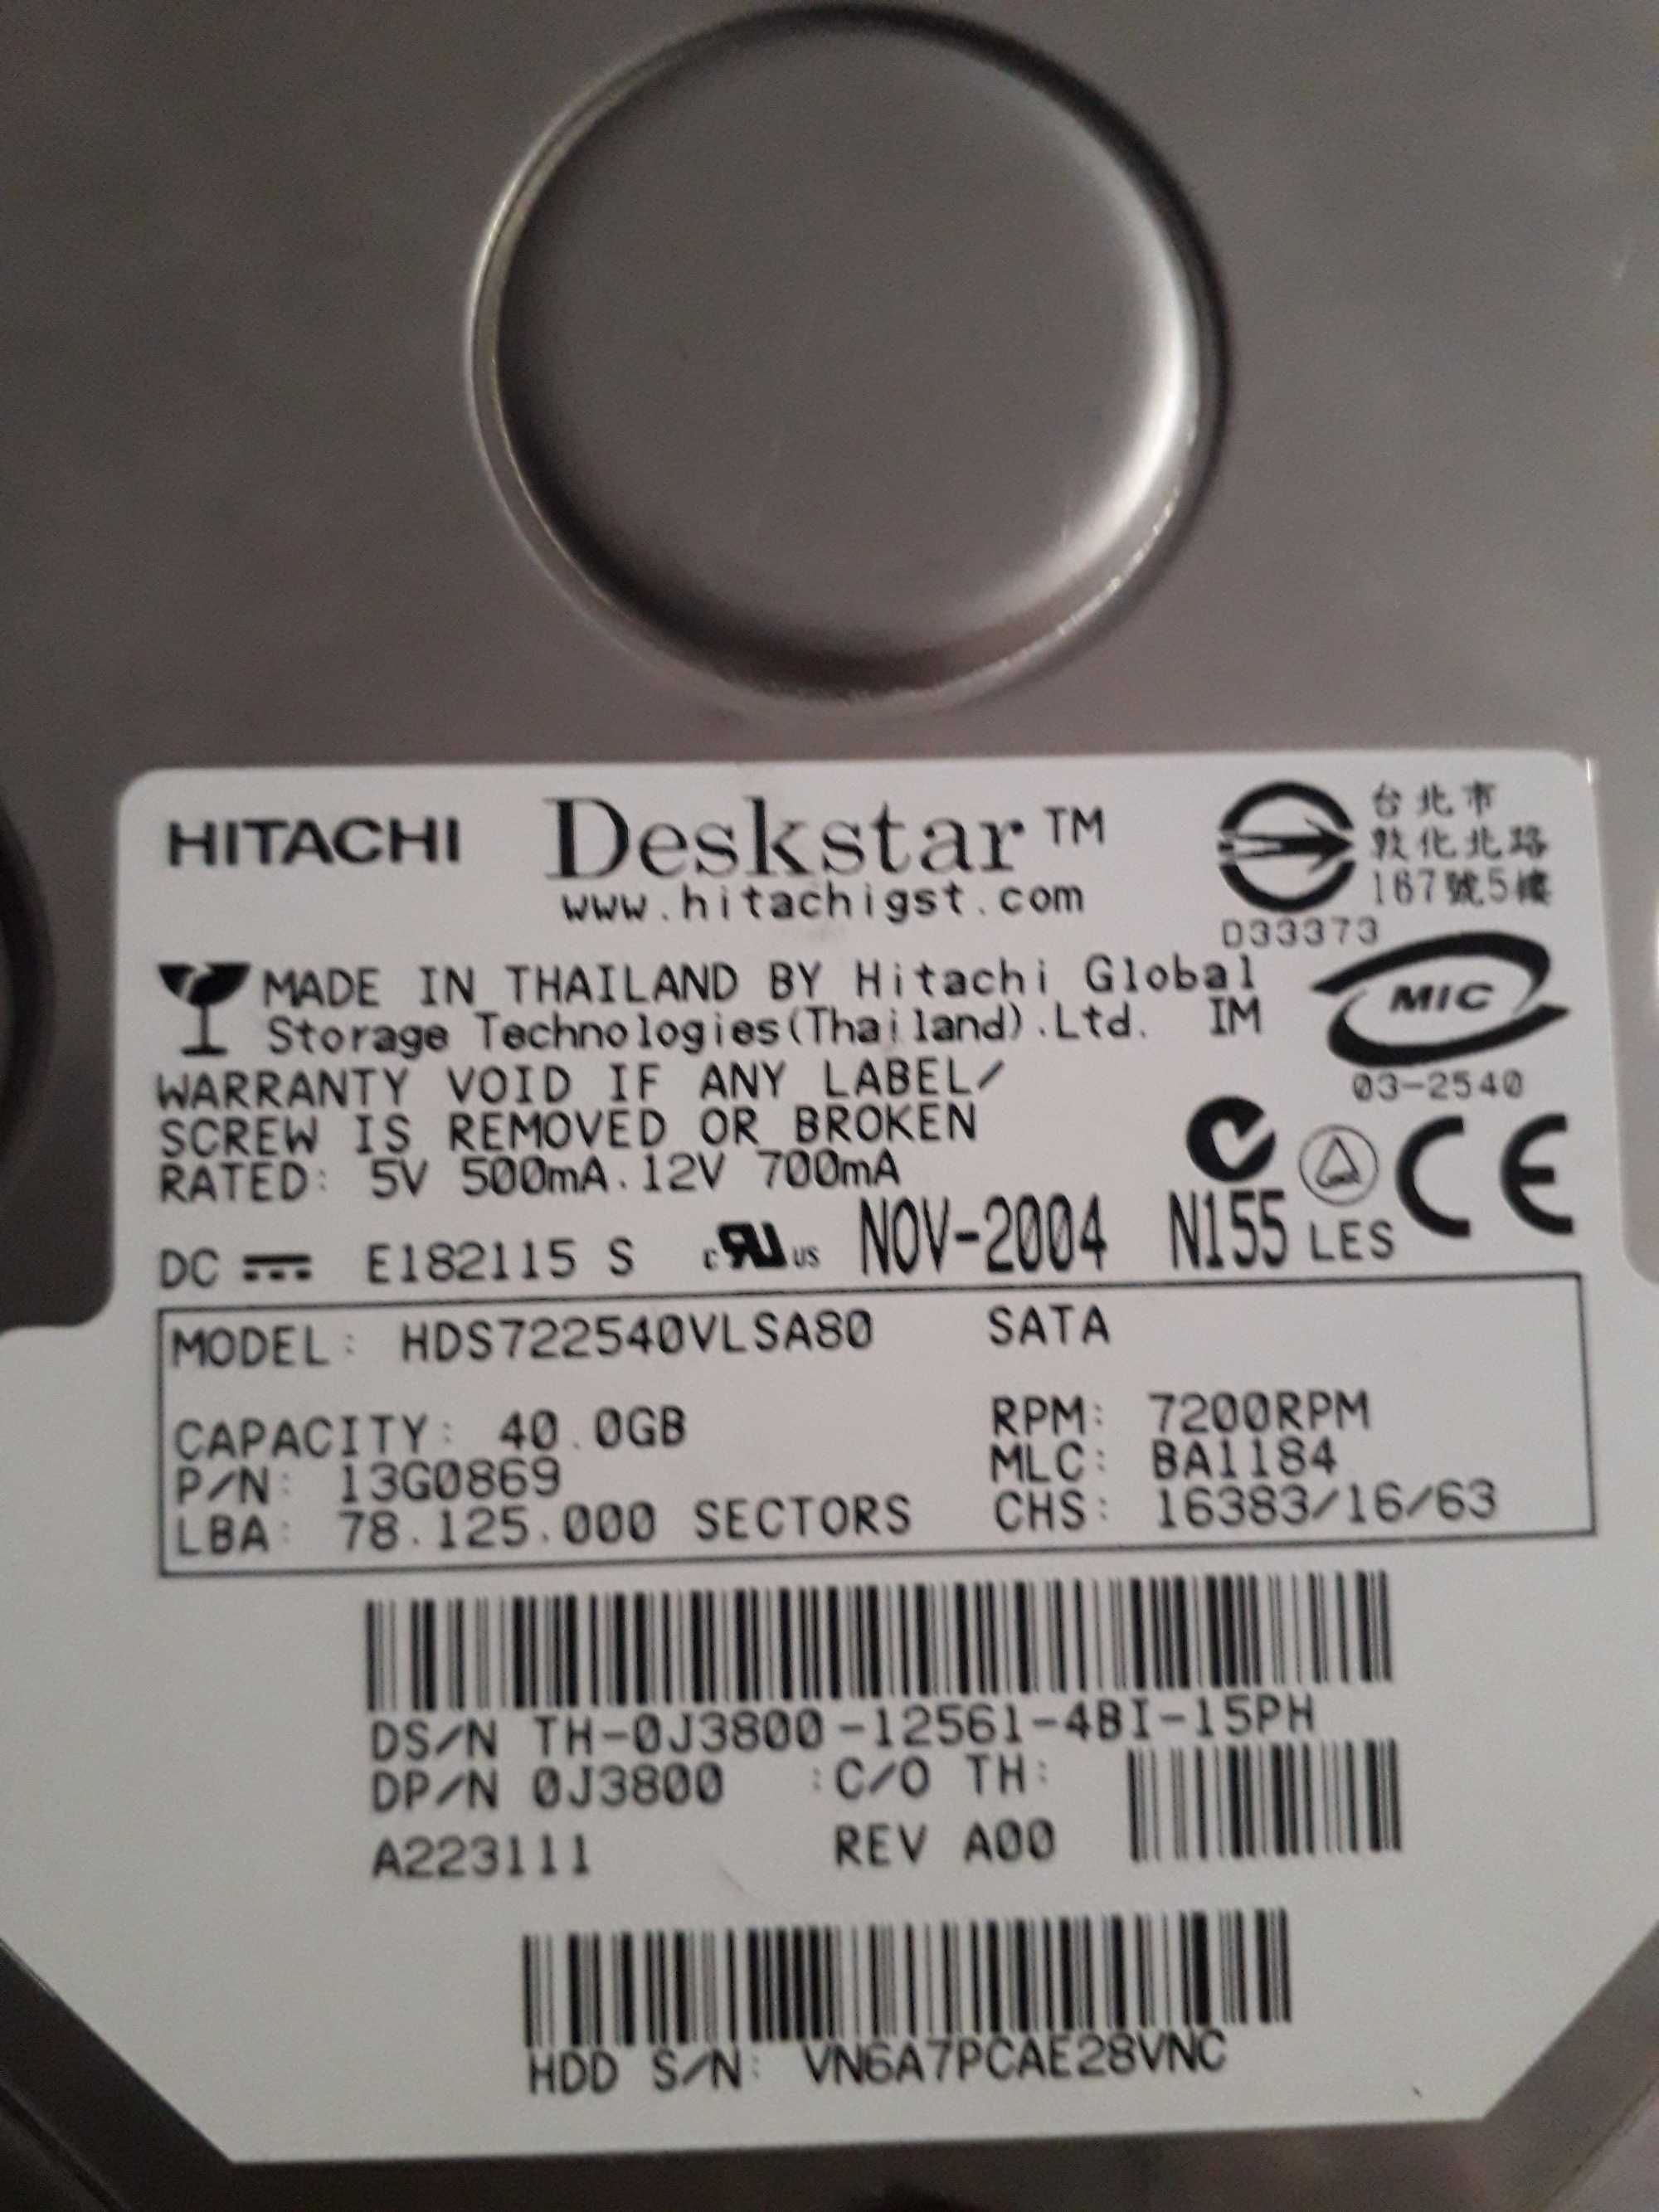 HITACHI Deskstar™
www.hitachigst.com
台北市
敦化北路
167號5樓
D33373
MADE IN THAILAND BY Hitachi Global
Storage Technologies(Thailand).Ltd. IM
MIC
03-2540
WARRANTY VOID IF ANY LABEL/
SCREW IS REMOVED OR BROKEN
RATED: 5V 500mA.12V 700mA
DC E182115 S c RU us NOV-2004 N155 LES CE
MODEL: HDS722540VLSA80 SATA
CAPACITY: 40.0GB RPM: 7200RPM
P/N: 13G0869 MLC: BA1184
LBA: 78.125.000 SECTORS CHS: 16383/16/63
DS/N TH-0J3800-12561-4BI-15PH
DP/N 0J3800 :C/O TH:
A223111 REV A00
HDD S/N: VN6A7PCAE28VNC